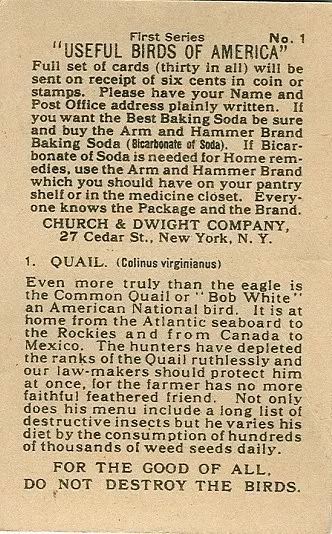 First Series No. 1
"USEFUL BIRDS OF AMERICA"
Full set of cards (thirty in all) will be
sent on receipt of six cents in coin or
stamps. Please have your Name and
Post Office address plainly written. If
you want the Best Baking Soda be sure
and buy the Arm and Hammer Brand
Baking Soda (Bicarbonate of Soda). If Bicar-
bonate of Soda is needed for Home rem-
edies, use the Arm and Hammer Brand
which you should have on your pantry
shelf or in the medicine closet. Every-
one knows the Package and the Brand.
CHURCH & DWIGHT COMPANY,
27 Cedar St., New York, N. Y.
1. QUAIL. (Colinus virginianus)
Even more truly than the eagle is
the Common Quail or "Bob White"
an American National bird. It is at
home from the Atlantic seaboard to
the Rockies and from Canada to
Mexico. The hunters have depleted
the ranks of the Quail ruthlessly and
our law-makers should protect him
at once, for the farmer has no more
faithful feathered friend. Not only
does his menu include a long list of
destructive insects but he varies his
diet by the consumption of hundreds
of thousands of weed seeds daily.
FOR THE GOOD OF ALL,
DO NOT DESTROY THE BIRDS.